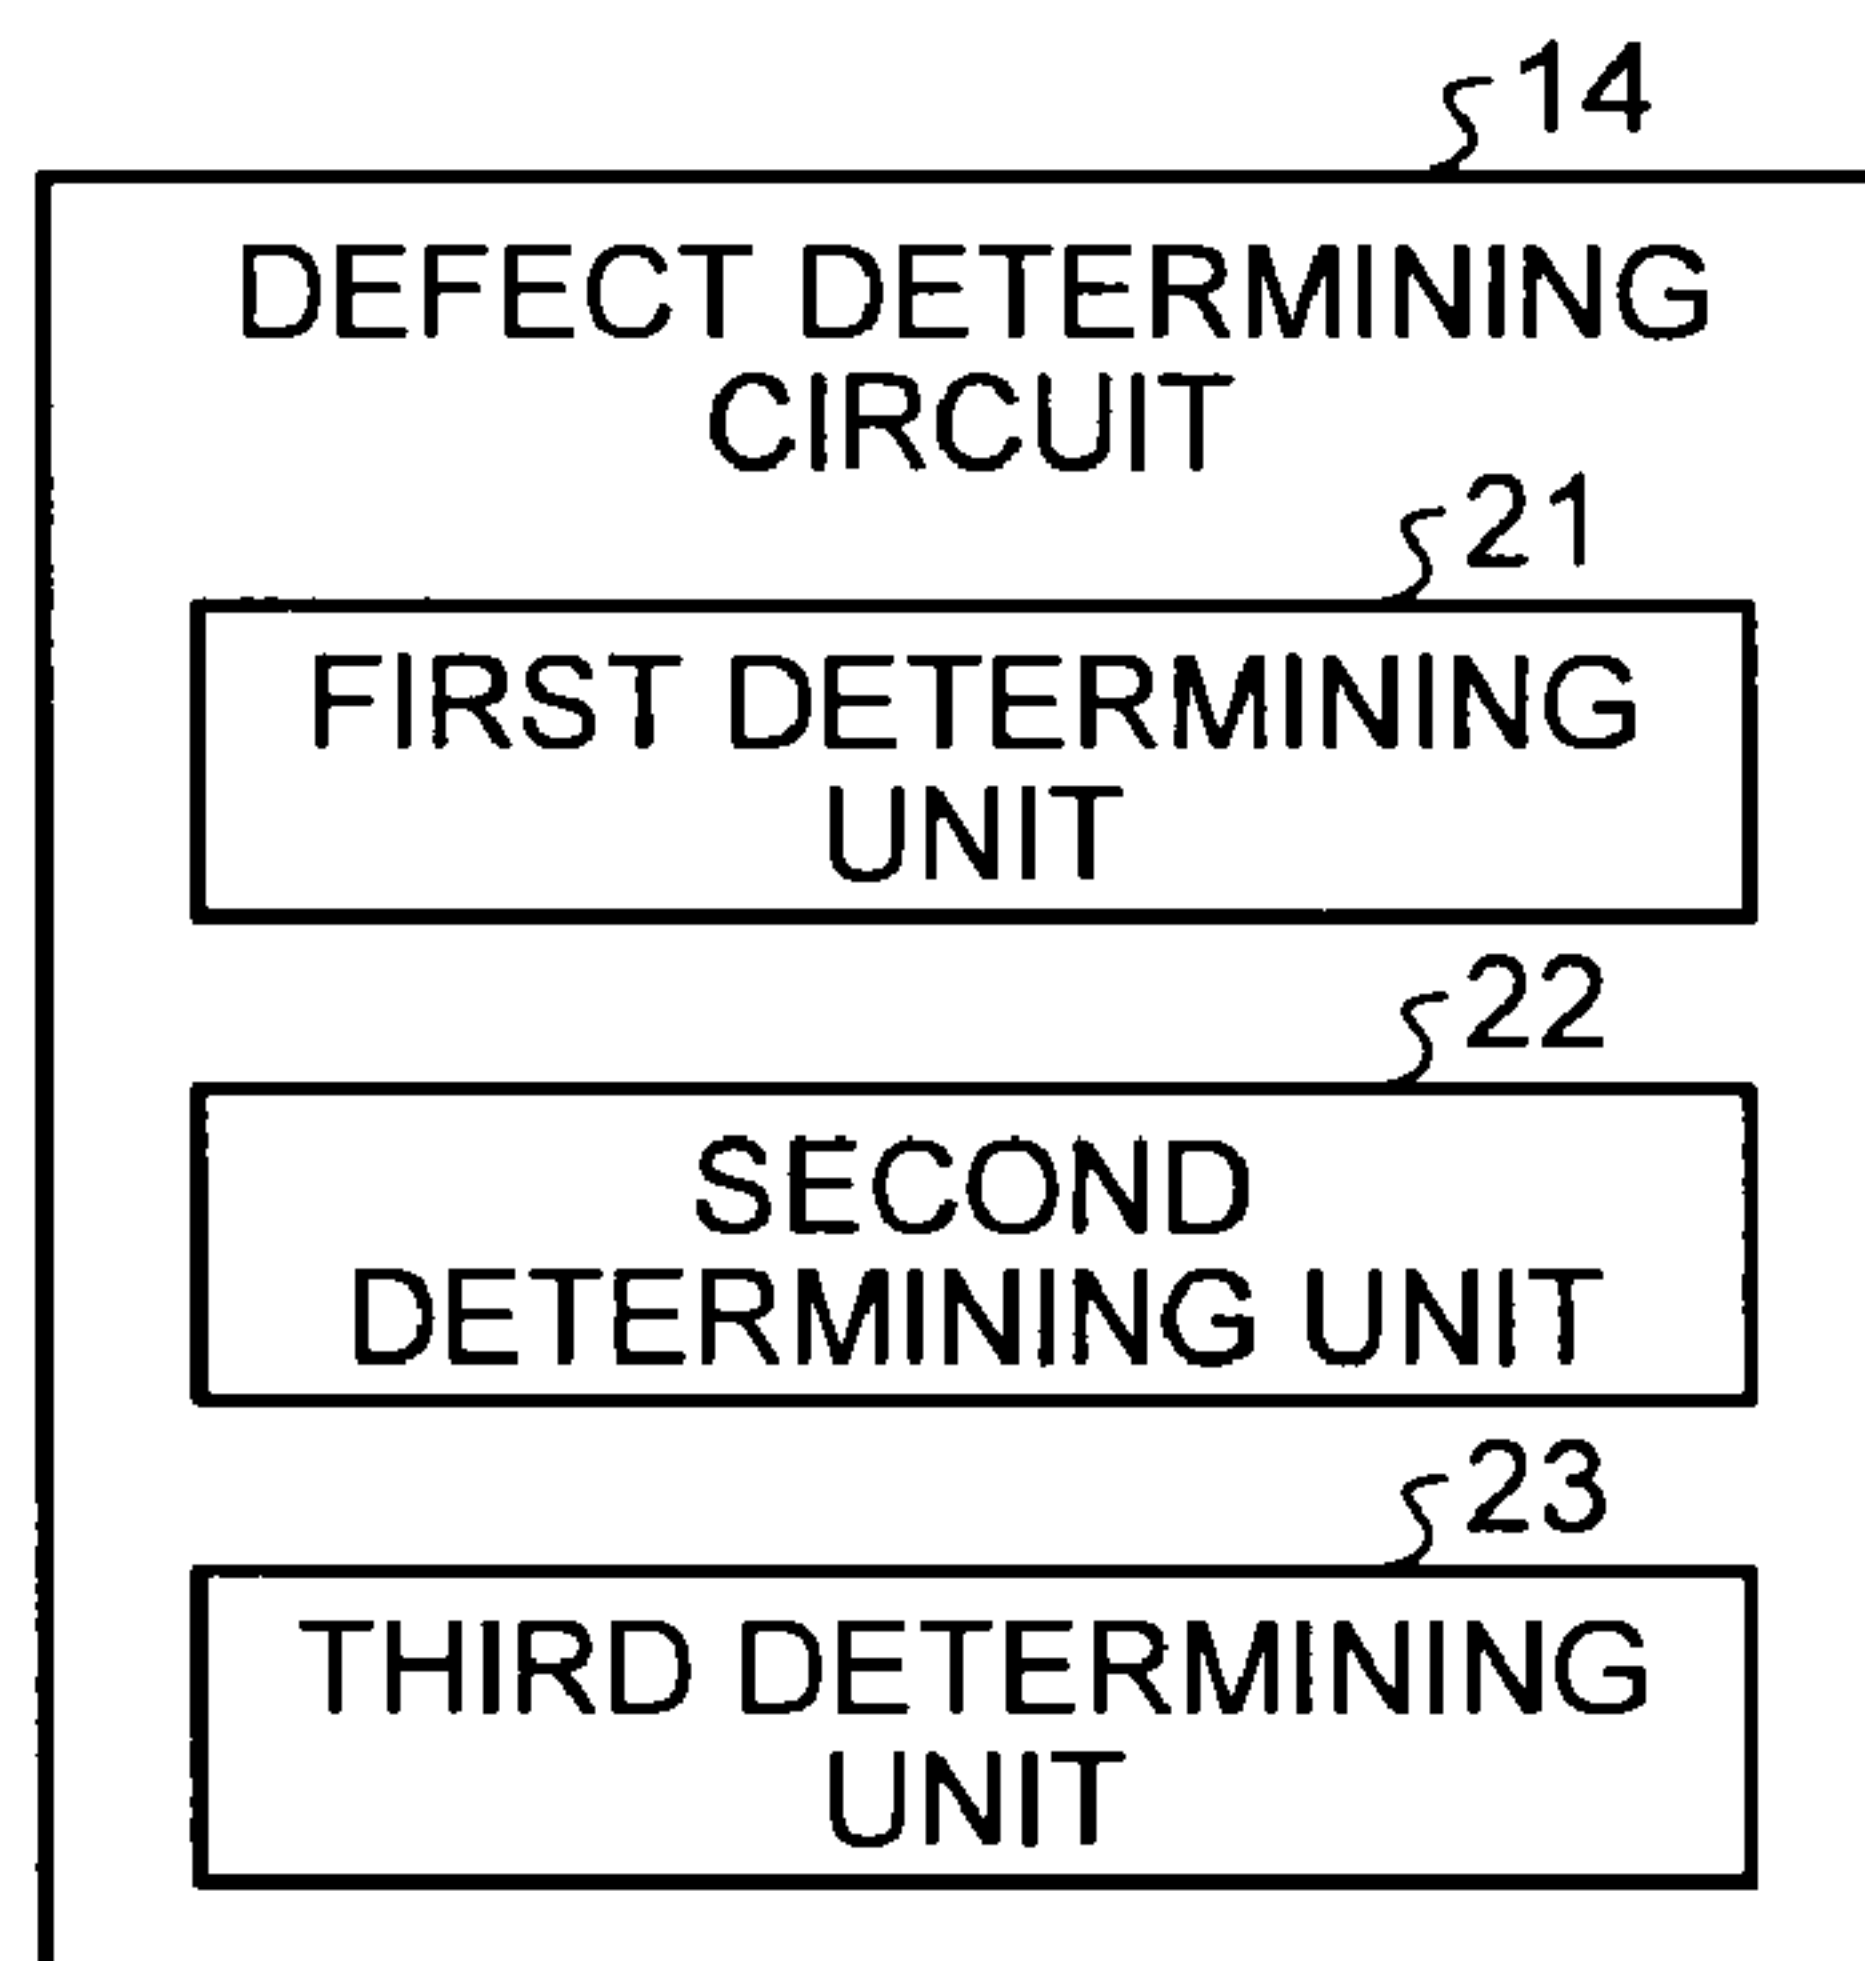 14
DEFECT DETERMINING
CIRCUIT
21
FIRST DETERMINING
UNIT
22
SECOND
DETERMINING UNIT
23
THIRD DETERMINING
UNIT